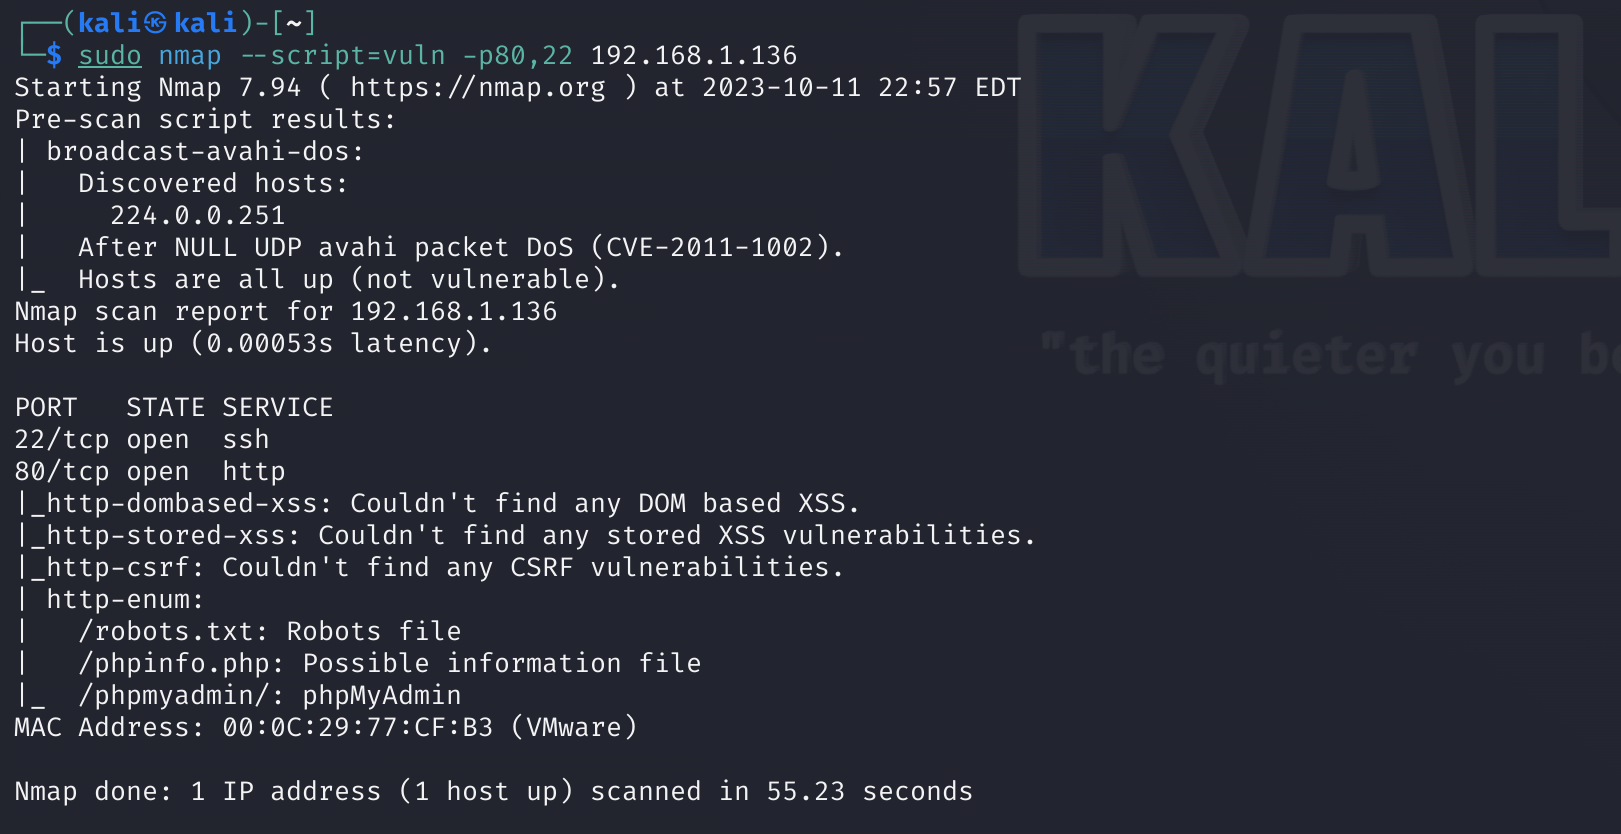 ┌──(kali㉿kali)-[~]
└─$ sudo nmap --script=vuln -p80,22 192.168.1.136
Starting Nmap 7.94 ( https://nmap.org ) at 2023-10-11 22:57 EDT
Pre-scan script results:
| broadcast-avahi-dos:
|   Discovered hosts:
|     224.0.0.251
|   After NULL UDP avahi packet DoS (CVE-2011-1002).
|_  Hosts are all up (not vulnerable).
Nmap scan report for 192.168.1.136
Host is up (0.00053s latency).

PORT   STATE SERVICE
22/tcp open  ssh
80/tcp open  http
|_http-dombased-xss: Couldn't find any DOM based XSS.
|_http-stored-xss: Couldn't find any stored XSS vulnerabilities.
|_http-csrf: Couldn't find any CSRF vulnerabilities.
| http-enum:
|   /robots.txt: Robots file
|   /phpinfo.php: Possible information file
|_  /phpmyadmin/: phpMyAdmin
MAC Address: 00:0C:29:77:CF:B3 (VMware)

Nmap done: 1 IP address (1 host up) scanned in 55.23 seconds
KAL
"the quieter you be